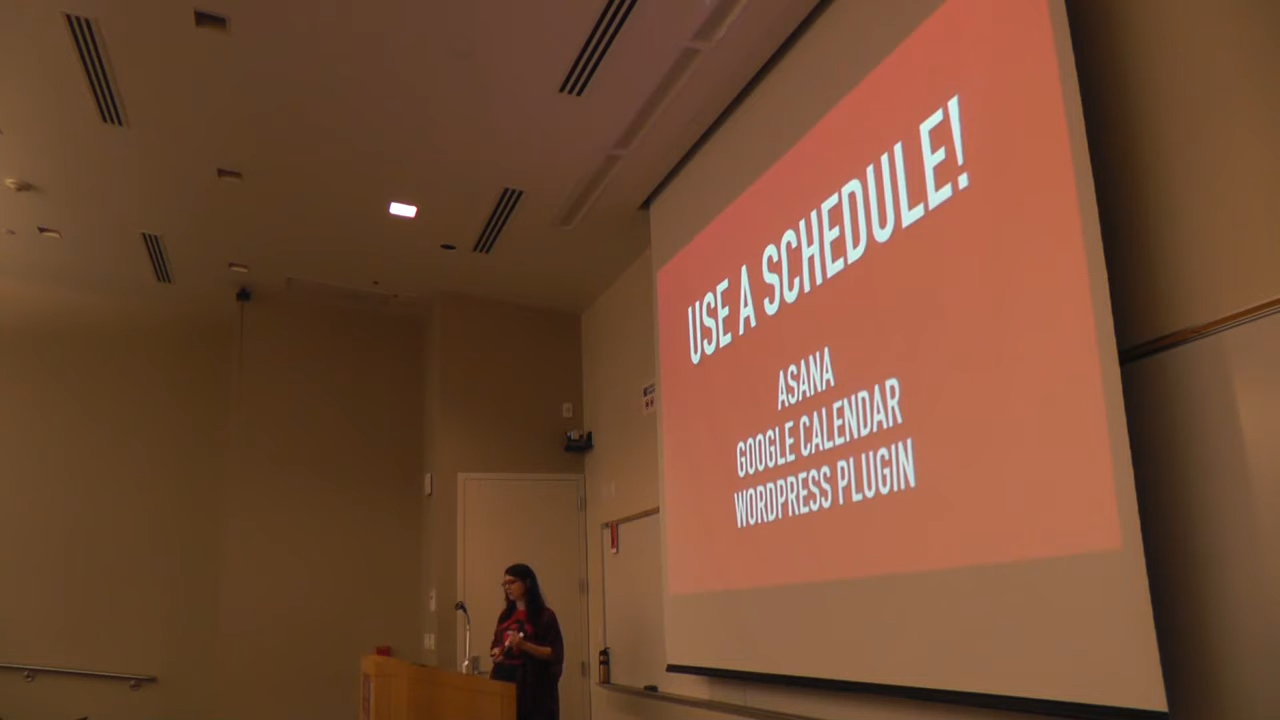 USE A SCHEDULE!
ASANA
GOOGLE CALENDAR
WORDPRESS PLUGIN